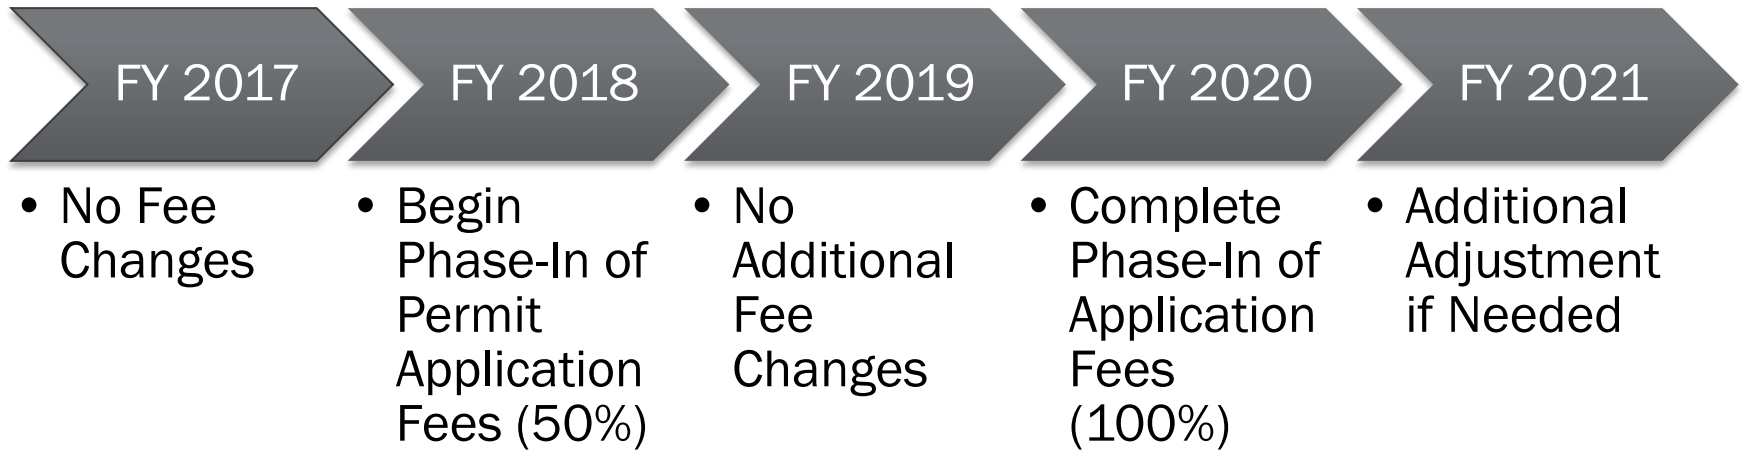 FY 2017
FY 2018
FY 2019
FY 2020
FY 2021
• No Fee
Changes
• Begin
Phase-In of
Permit
Application
Fees (50%)
• No
Additional
Fee
Changes
• Complete
Phase-In of
Application
Fees
(100%)
• Additional
Adjustment
if Needed